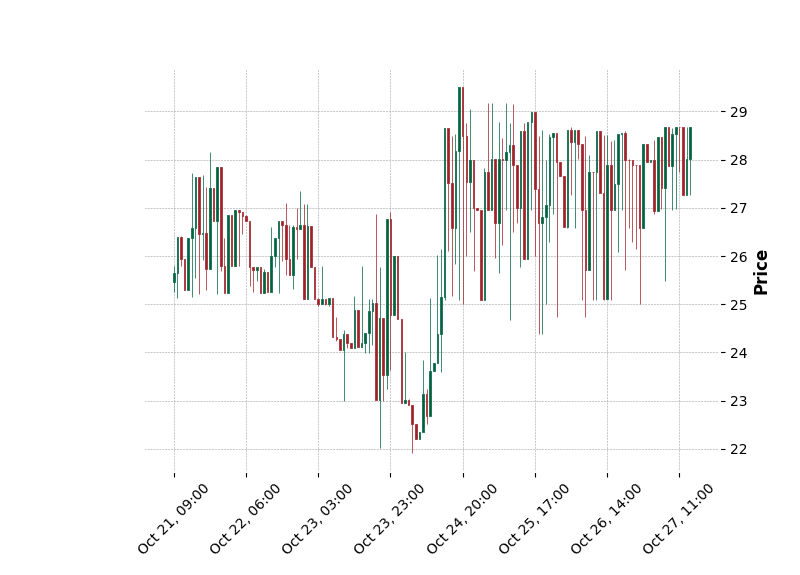 29
28
27
26
25
24
23
22
Price
Oct 21, 09:00
Oct 22, 06:00
Oct 23, 03:00
Oct 23, 23:00
Oct 24, 20:00
Oct 25, 17:00
Oct 26, 14:00
Oct 27, 11:00